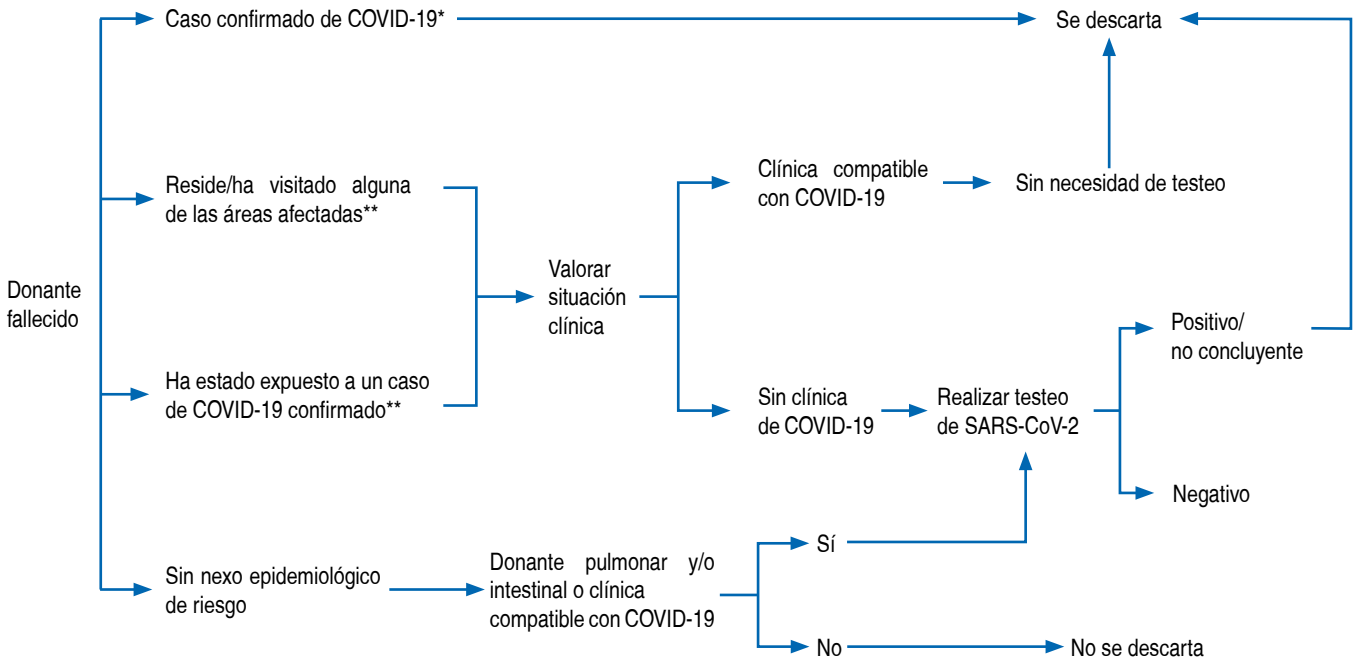 Caso confirmado de COVID-19*
Se descarta
Reside/ha visitado alguna
de las áreas afectadas**
Clínica compatible
con COVID-19
Sin necesidad de testeo
Donante
fallecido
Valorar
situación
clínica
Positivo/
no concluyente
Ha estado expuesto a un caso
de COVID-19 confirmado**
Sin clínica
de COVID-19
Realizar testeo
de SARS-CoV-2
Negativo
Sin nexo epidemiológico
de riesgo
Donante pulmonar y/o
intestinal o clínica
compatible con COVID-19
Sí
No
No se descarta